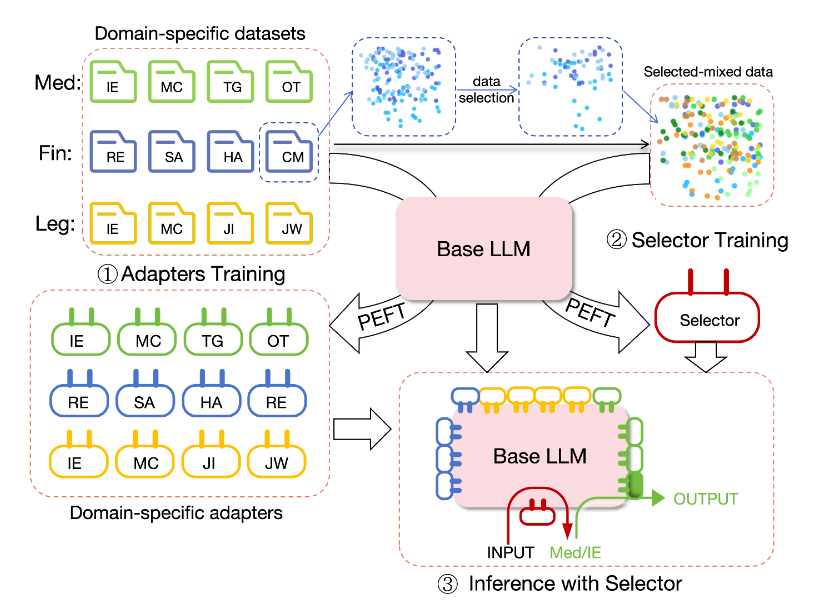 Domain-specific datasets
Med: IE MC TG OT
data
selection
Selected-mixed data
Fin: RE SA HA CM
Leg: IE MC JI JW
Base LLM
② Selector Training
① Adapters Training
PEFT
PEFT
Selector
IE MC TG OT
RE SA HA RE
IE MC JI JW
Domain-specific adapters
Base LLM
OUTPUT
INPUT Med/IE
③ Inference with Selector